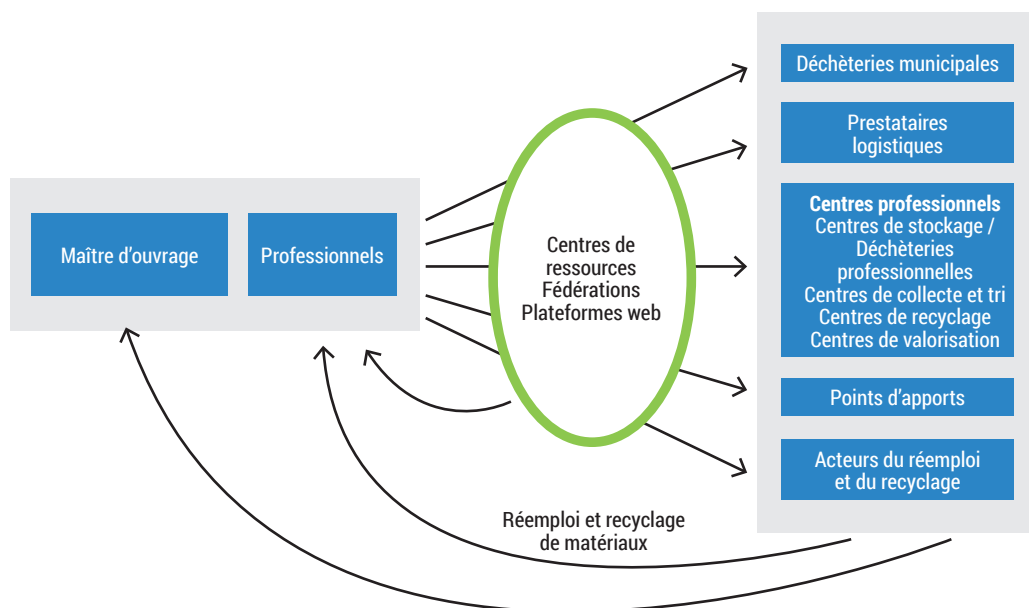 Maître d'ouvrage
Professionnels
Centres de
ressources
Fédérations
Plateformes web
Déchèteries municipales
Prestataires
logistiques
Centres professionnels
Centres de stockage /
Déchèteries
professionnelles
Centres de collecte et tri
Centres de recyclage
Centres de valorisation
Points d'apports
Acteurs du réemploi
et du recyclage
Réemploi et recyclage
de matériaux